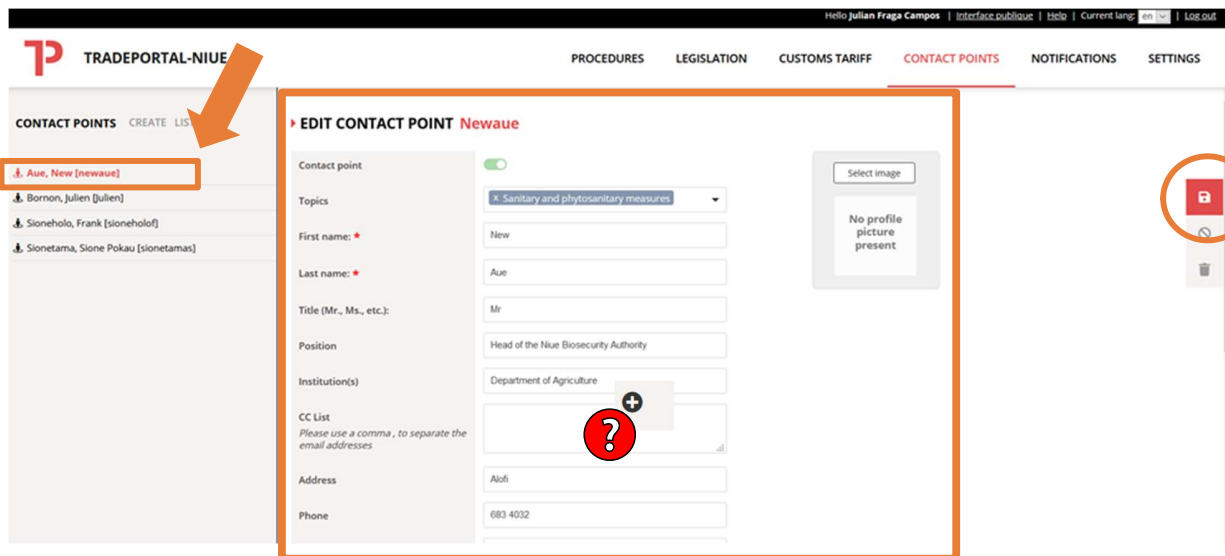 Hello Julian Fraga Campos | Interface publique | Help | Current lang: en | Log out
TRADEPORTAL-NIUE
PROCEDURES LEGISLATION CUSTOMS TARIFF CONTACT POINTS NOTIFICATIONS SETTINGS
CONTACT POINTS CREATE LIS
Aue, New [newaue]
Bornon, Julien [Julien]
Sioneholo, Frank [sioneholof]
Sionetama, Sione Pokau [sionetamas]
EDIT CONTACT POINT Newaue
Contact point
Topics x Sanitary and phytosanitary measures
First name: * New
Last name: * Aue
Title (Mr., Ms., etc.): Mr
Position Head of the Niue Biosecurity Authority
Institution(s) Department of Agriculture
CC List
Please use a comma , to separate the
email addresses
?
Address Alofi
Phone 683 4032
Select image
No profile
picture
present